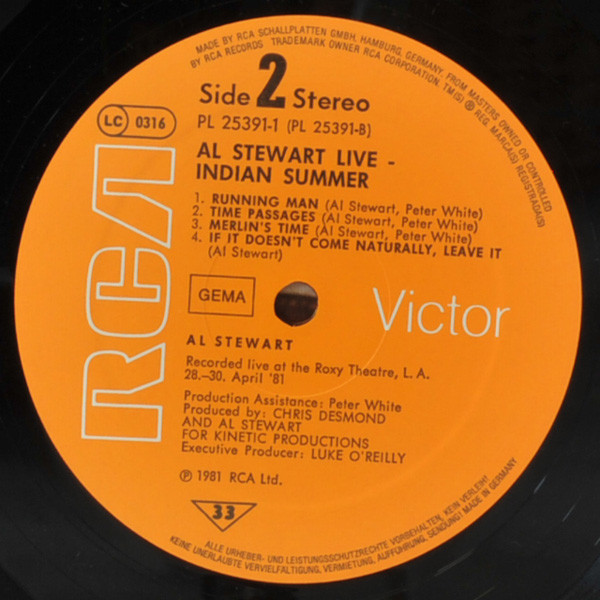 MADE BY RCA SCHALLPLATTEN GMBH, HAMBURG, GERMANY, FROM MASTERS OWNED OR CONTROLLED
BY RCA RECORDS TRADEMARK OWNER RCA CORPORATION. TM(S) ® REG. MARCA(S) REGISTRADA(S)
Side 2 Stereo
LC 0316
PL 25391-1 (PL 25391-B)
AL STEWART LIVE -
INDIAN SUMMER
1. RUNNING MAN (Al Stewart, Peter White)
2. TIME PASSAGES (Al Stewart, Peter White)
3. MERLIN'S TIME (Al Stewart, Peter White)
4. IF IT DOESN'T COME NATURALLY, LEAVE IT
(Al Stewart)
RCA
GEMA
Victor
AL STEWART
Recorded live at the Roxy Theatre, L. A.
28.–30. April '81
Production Assistance: Peter White
Produced by: CHRIS DESMOND
AND AL STEWART
FOR KINETIC PRODUCTIONS
Executive Producer: LUKE O'REILLY
℗ 1981 RCA Ltd.
33
ALLE URHEBER- UND LEISTUNGSSCHUTZRECHTE VORBEHALTEN, KEIN VERLEIH!
KEINE UNERLAUBTE VERVIELFÄLTIGUNG, VERMIETUNG, AUFFÜHRUNG, SENDUNG! MADE IN GERMANY